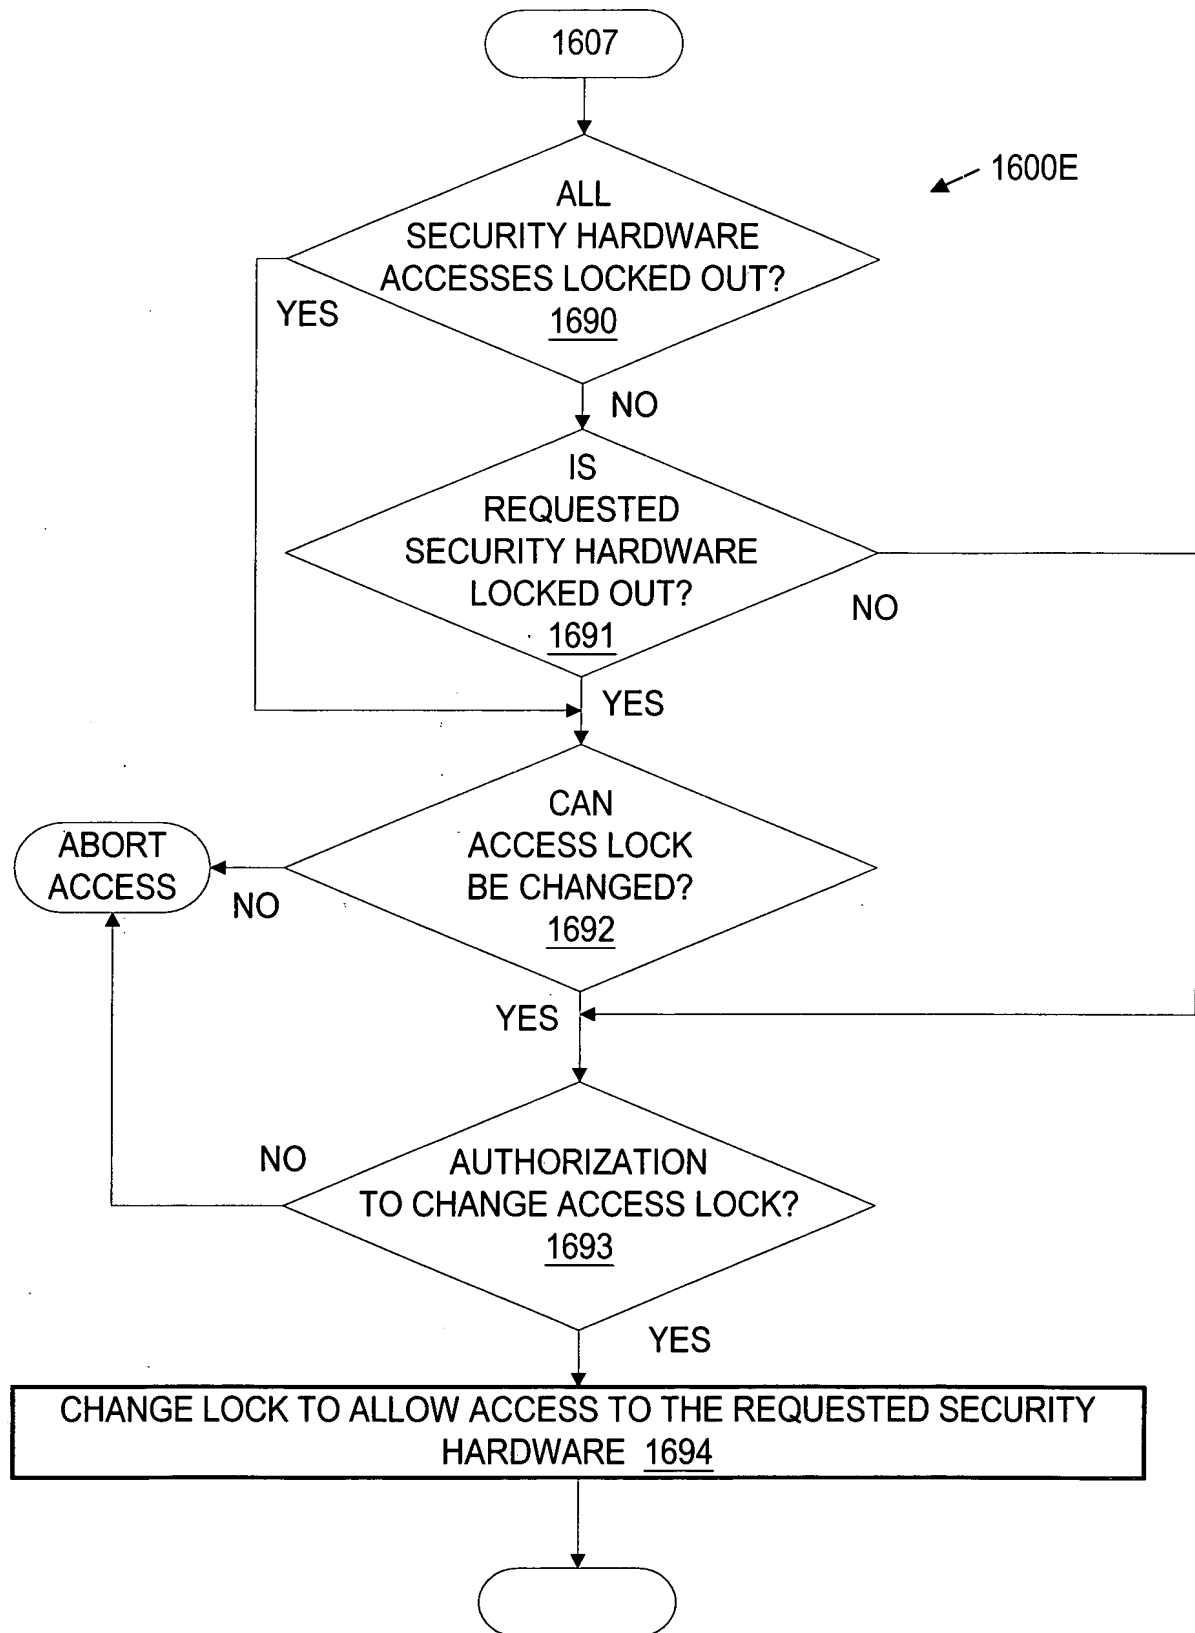 1607
1600E
ALL
SECURITY HARDWARE
ACCESSES LOCKED OUT?
1690
YES
NO
IS
REQUESTED
SECURITY HARDWARE
LOCKED OUT?
1691
NO
YES
CAN
ACCESS LOCK
BE CHANGED?
1692
ABORT
ACCESS
NO
YES
NO
AUTHORIZATION
TO CHANGE ACCESS LOCK?
1693
YES
CHANGE LOCK TO ALLOW ACCESS TO THE REQUESTED SECURITY
HARDWARE 1694